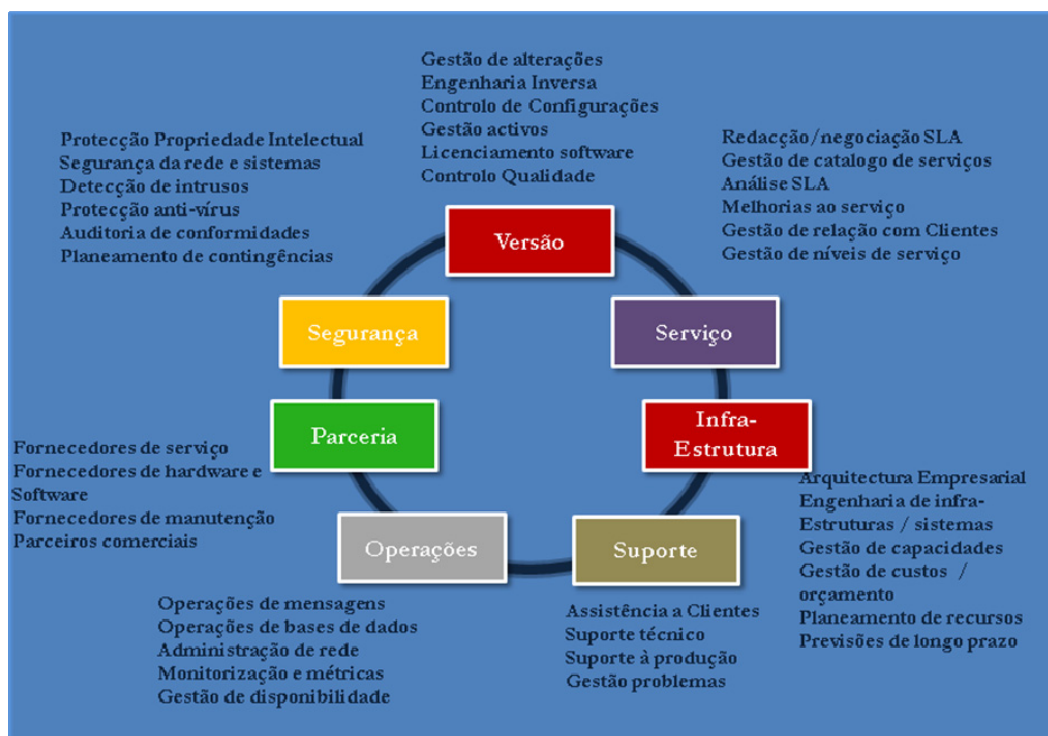 Gestão de alterações
Engenharia Inversa
Controlo de Configurações
Gestão activos
Licenciamento software
Controlo Qualidade
Versão
Redacção/negociação SLA
Gestão de catalogo de serviços
Análise SLA
Melhorias ao serviço
Gestão de relação com Clientes
Gestão de níveis de serviço
Serviço
Infra-
Estrutura
Arquitectura Empresarial
Engenharia de infra-
Estruturas / sistemas
Gestão de capacidades
Gestão de custos /
orçamento
Planeamento de recursos
Previsões de longo prazo
Suporte
Assistência a Clientes
Suporte técnico
Suporte à produção
Gestão problemas
Operações
Operações de mensagens
Operações de bases de dados
Administração de rede
Monitorização e métricas
Gestão de disponibilidade
Parceria
Fornecedores de serviço
Fornecedores de hardware e
Software
Fornecedores de manutenção
Parceiros comerciais
Segurança
Protecção Propriedade Intelectual
Segurança da rede e sistemas
Detecção de intrusos
Protecção anti-vírus
Auditoria de conformidades
Planeamento de contingências